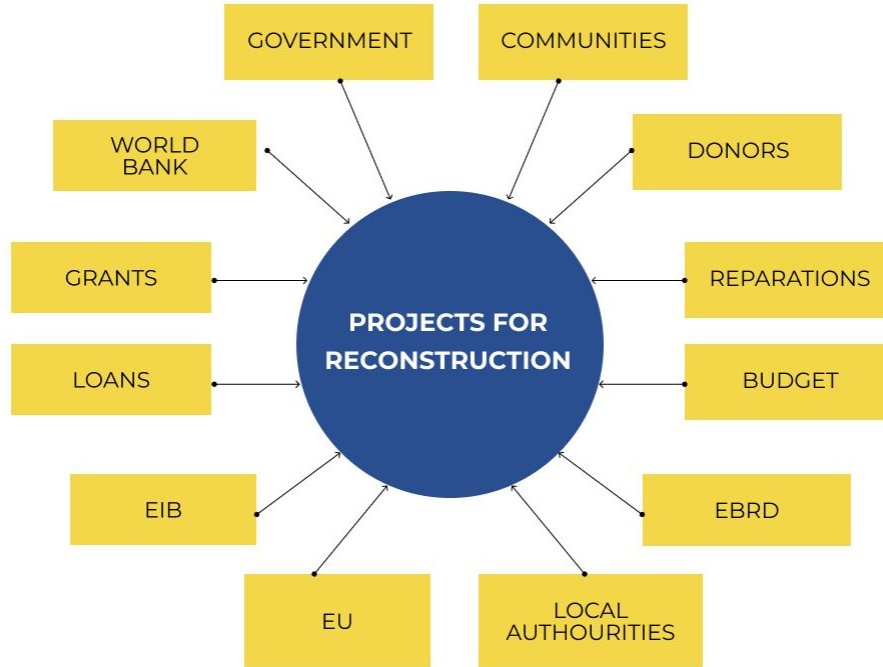 GOVERNMENT
COMMUNITIES
WORLD
BANK
DONORS
GRANTS
REPARATIONS
PROJECTS FOR
RECONSTRUCTION
LOANS
BUDGET
EIB
EBRD
EU
LOCAL
AUTHOURITIES